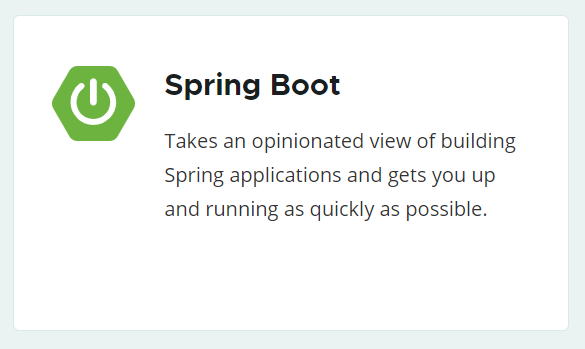 Spring Boot
Takes an opinionated view of building
Spring applications and gets you up
and running as quickly as possible.